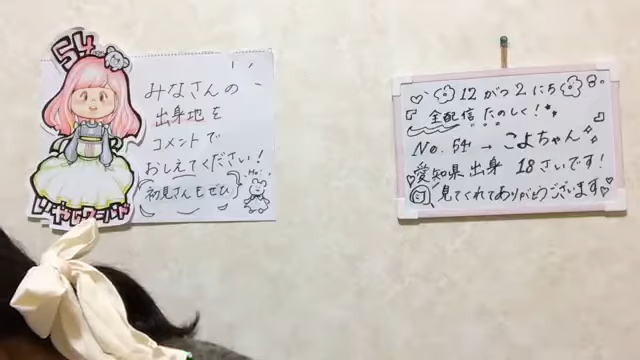 54
みなさんの
出身地を
コメントで
おしえてください!
初見さんもぜひ
12がつ2にち
全配信たのしく!
No.54→こよちゃん
愛知県出身 18さいです!
見てくれてありがとうございます